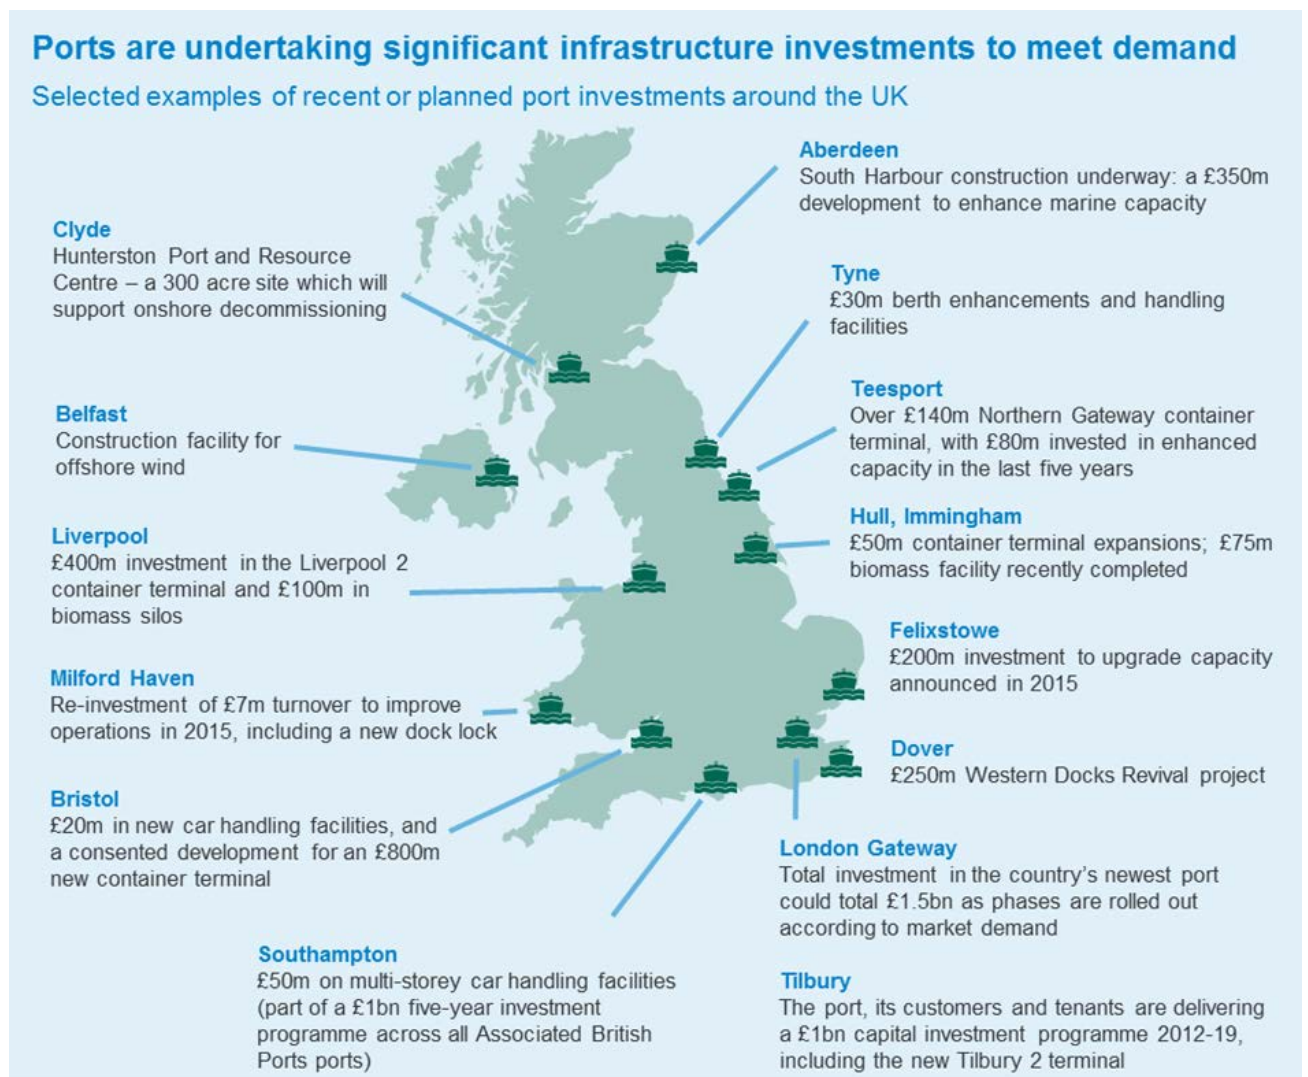 Ports are undertaking significant infrastructure investments to meet demand
Selected examples of recent or planned port investments around the UK
Aberdeen
South Harbour construction underway: a £350m
development to enhance marine capacity
Clyde
Hunterston Port and Resource
Centre – a 300 acre site which will
support onshore decommissioning
Tyne
£30m berth enhancements and handling
facilities
Teesport
Over £140m Northern Gateway container
terminal, with £80m invested in enhanced
capacity in the last five years
Belfast
Construction facility for
offshore wind
Hull, Immingham
£50m container terminal expansions; £75m
biomass facility recently completed
Liverpool
£400m investment in the Liverpool 2
container terminal and £100m in
biomass silos
Felixstowe
£200m investment to upgrade capacity
announced in 2015
Milford Haven
Re-investment of £7m turnover to improve
operations in 2015, including a new dock lock
Dover
£250m Western Docks Revival project
Bristol
£20m in new car handling facilities, and
a consented development for an £800m
new container terminal
London Gateway
Total investment in the country's newest port
could total £1.5bn as phases are rolled out
according to market demand
Southampton
£50m on multi-storey car handling facilities
(part of a £1bn five-year investment
programme across all Associated British
Ports ports)
Tilbury
The port, its customers and tenants are delivering
a £1bn capital investment programme 2012-19,
including the new Tilbury 2 terminal